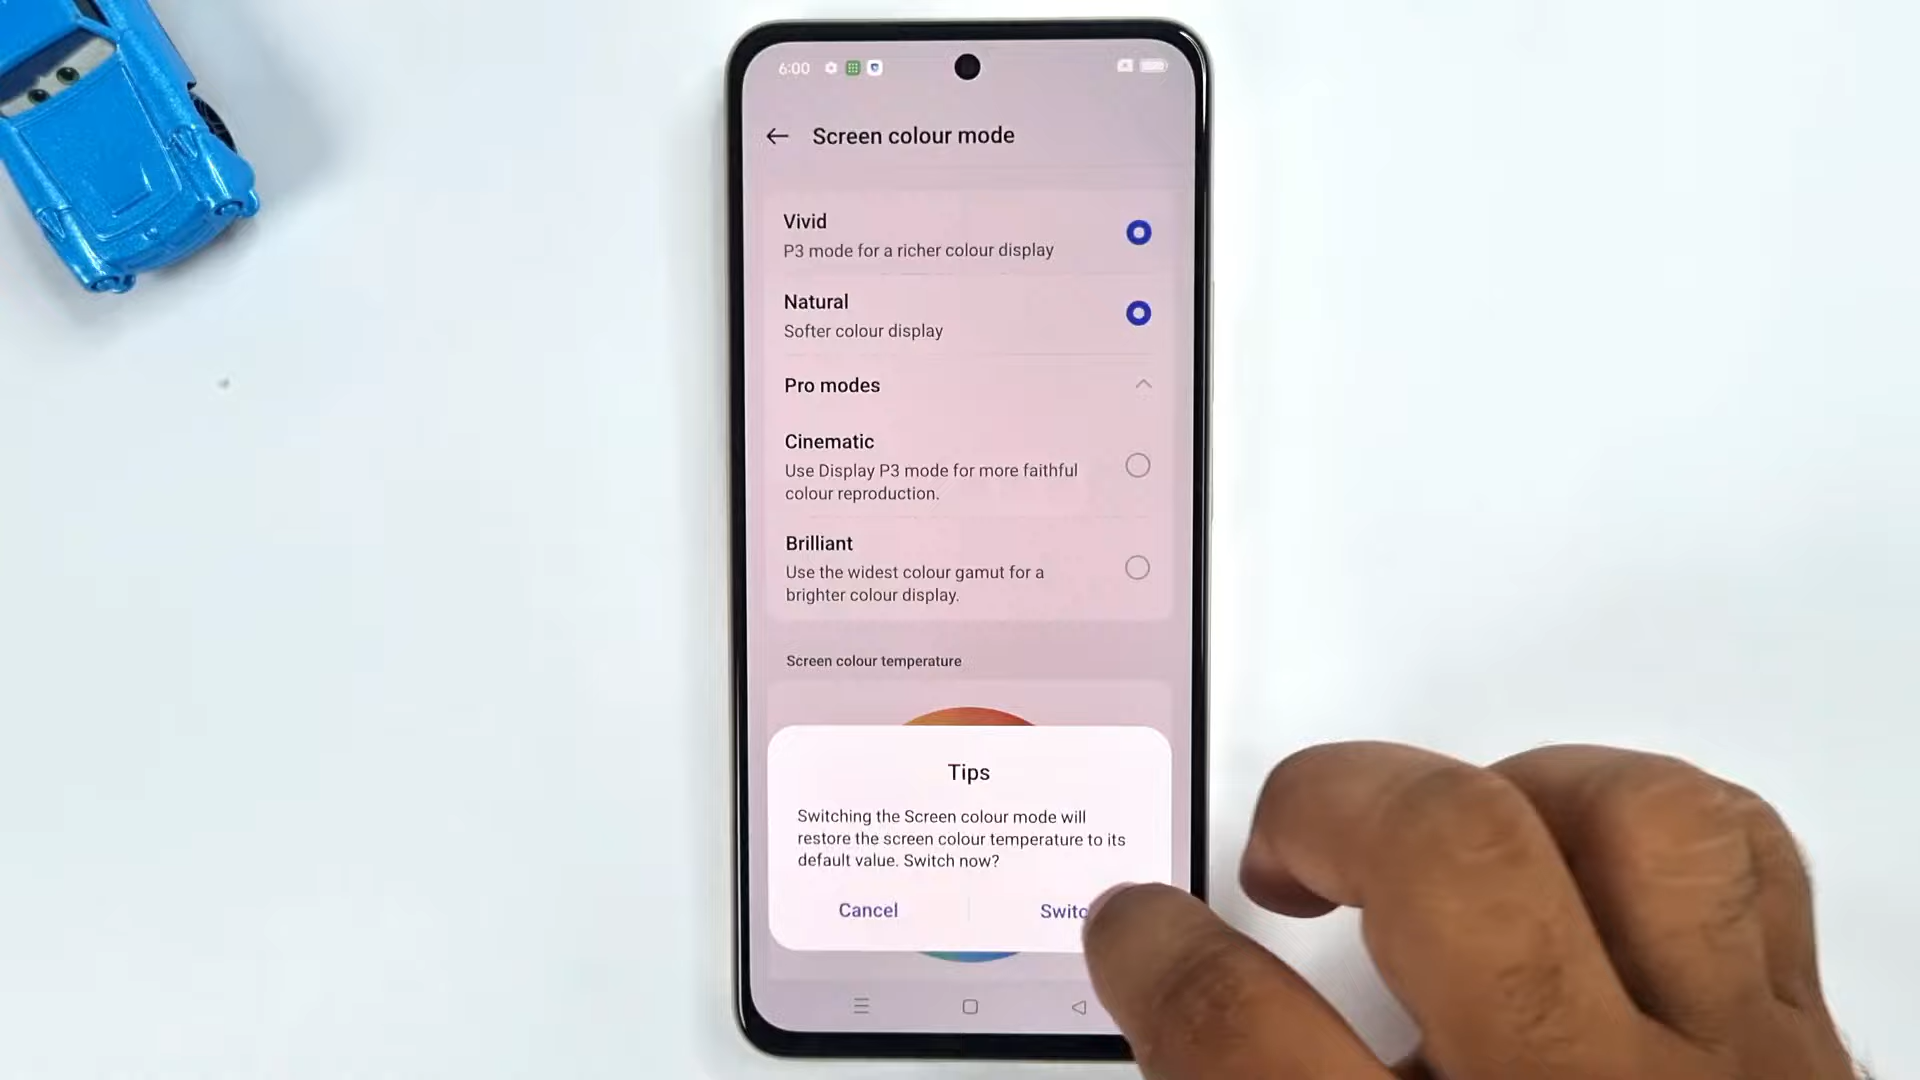 6:00
Screen colour mode
Vivid
P3 mode for a richer colour display
Natural
Softer colour display
Pro modes
Cinematic
Use Display P3 mode for more faithful
colour reproduction.
Brilliant
Use the widest colour gamut for a
brighter colour display.
Screen colour temperature
Tips
Switching the Screen colour mode will
restore the screen colour temperature to its
default value. Switch now?
Cancel
Switc